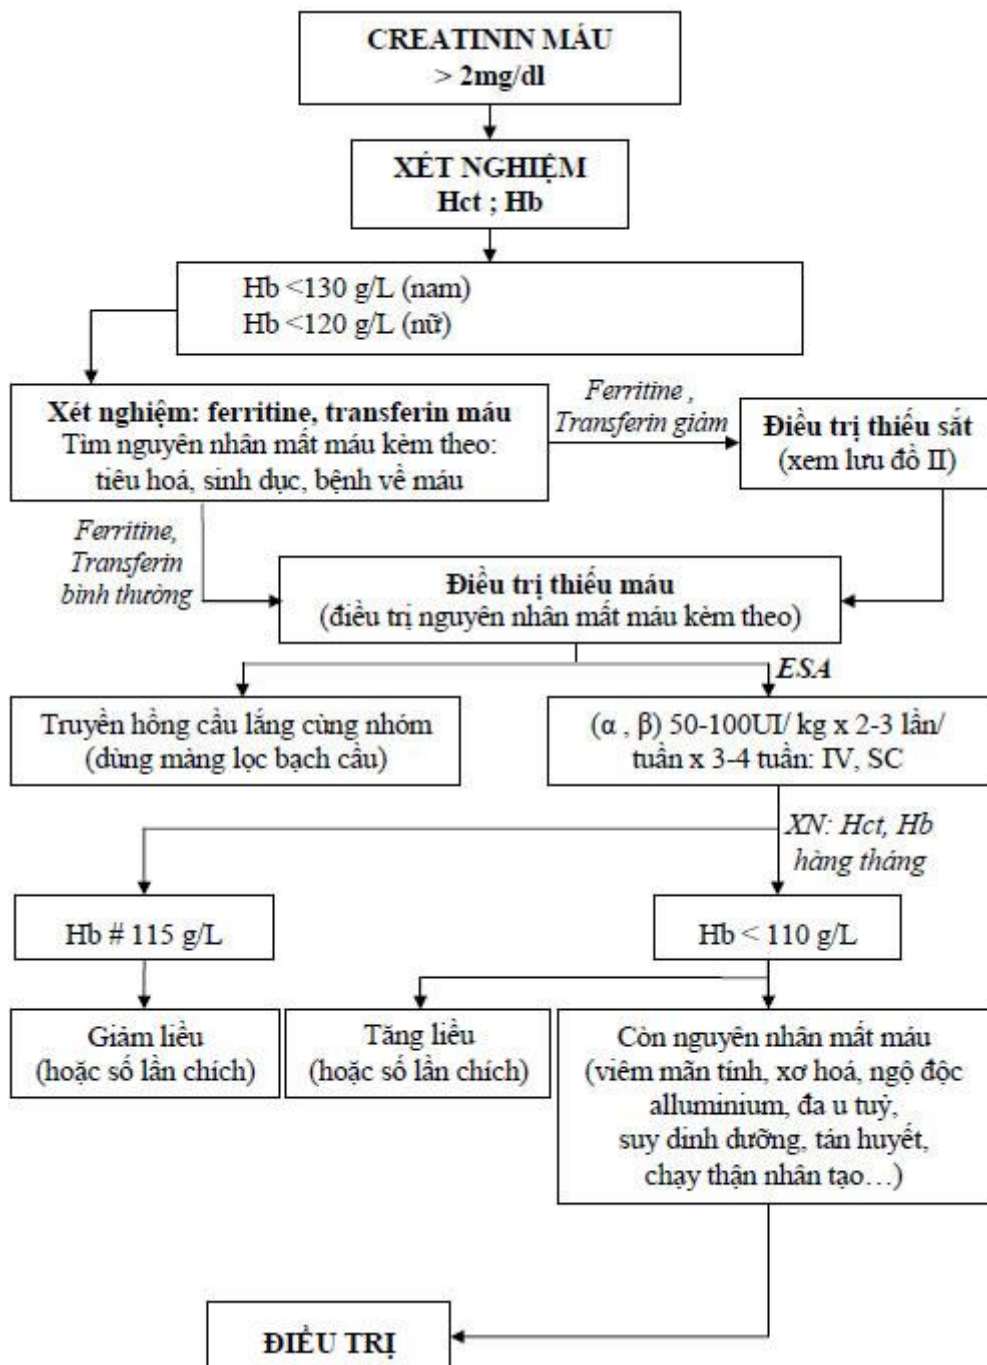 CREATININ MÁU
> 2mg/dl
XÉT NGHIỆM
Hct ; Hb
Hb <130 g/L (nam)
Hb <120 g/L (nữ)
Xét nghiệm: ferritine, transferin máu
Tìm nguyên nhân mất máu kèm theo:
tiêu hoá, sinh dục, bệnh về máu
Ferritine ,
Transferin giảm
Điều trị thiếu sắt
(xem lưu đồ II)
Ferritine,
Transferin
bình thường
Điều trị thiếu máu
(điều trị nguyên nhân mất máu kèm theo)
ESA
Truyền hồng cầu lắng cùng nhóm
(dùng màng lọc bạch cầu)
(α , β) 50-100UI/ kg x 2-3 lần/
tuần x 3-4 tuần: IV, SC
XN: Hct, Hb
hàng tháng
Hb # 115 g/L
Hb < 110 g/L
Giảm liều
(hoặc số lần chích)
Tăng liều
(hoặc số lần chích)
Còn nguyên nhân mất máu
(viêm mãn tính, xơ hoá, ngộ độc
alluminium, đa u tuỷ,
suy dinh dưỡng, tán huyết,
chạy thận nhân tạo…)
ĐIỀU TRỊ